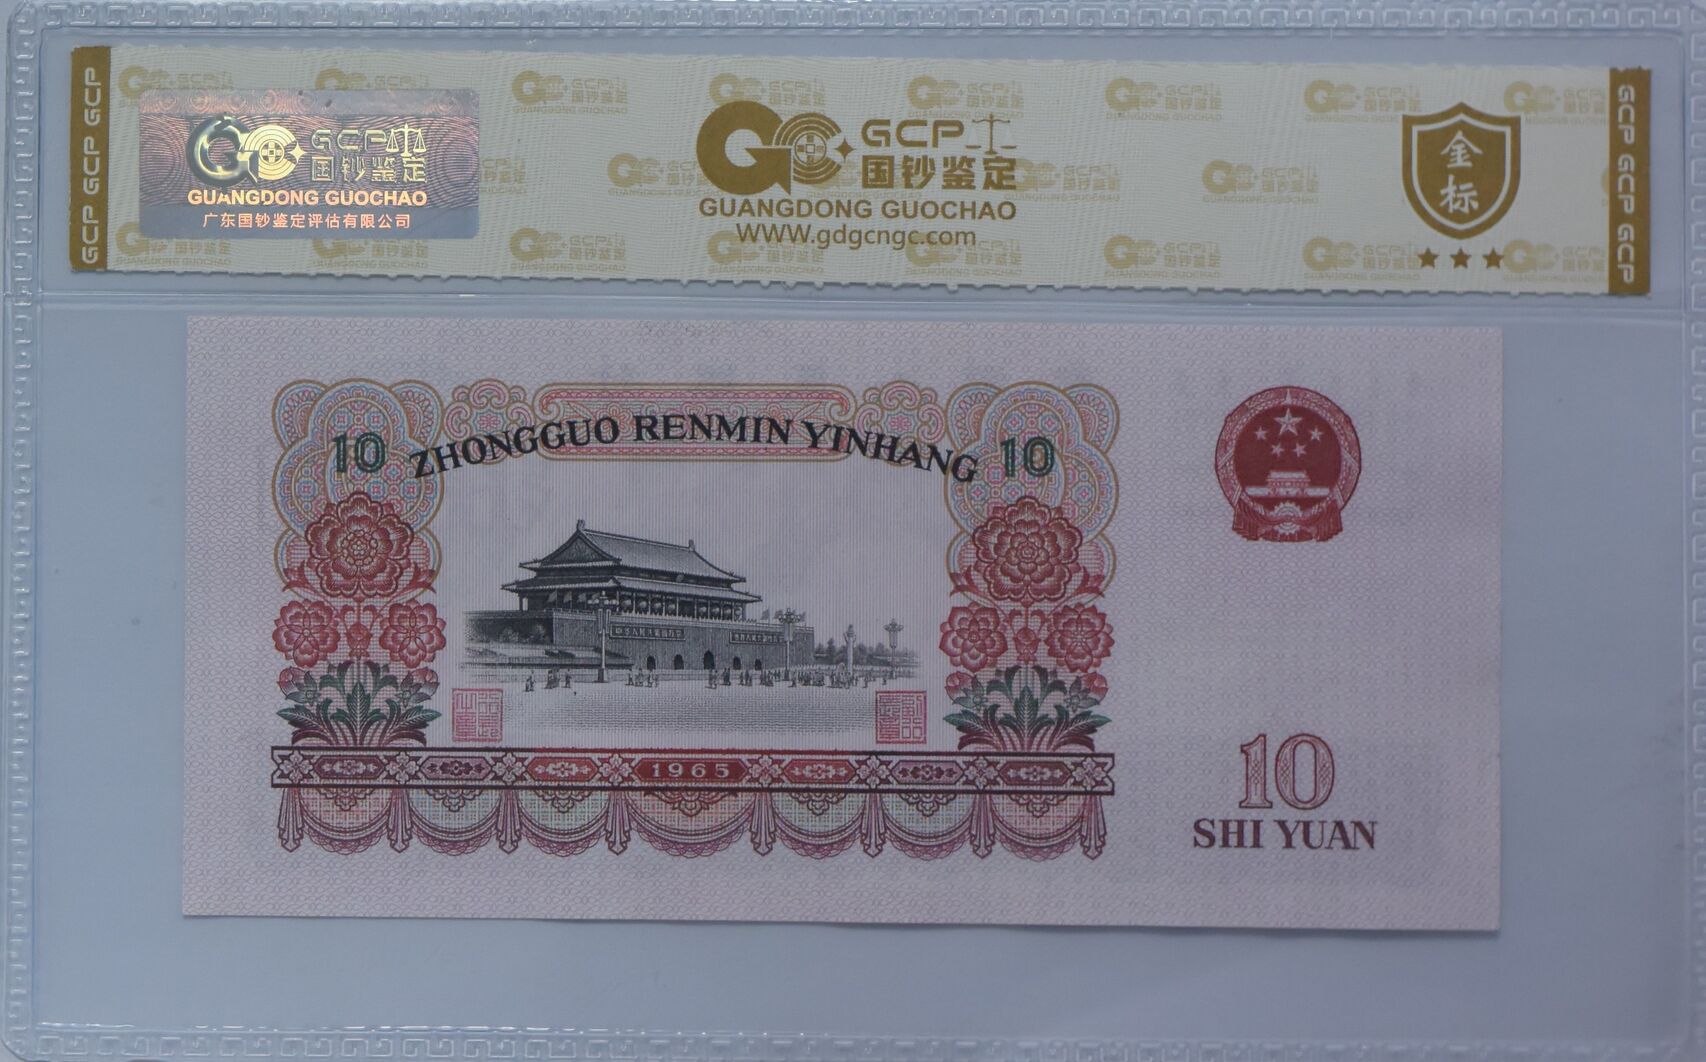 GCP GCP GCP
GCP 国钞鉴定
GUANGDONG GUOCHAO
广东国钞鉴定评估有限公司
GCP
国钞鉴定
GUANGDONG GUOCHAO
WWW.gdgcngc.com
金标
GCP GCP GCP
10 ZHONGGUO RENMIN YINHANG 10
1965
10
SHI YUAN